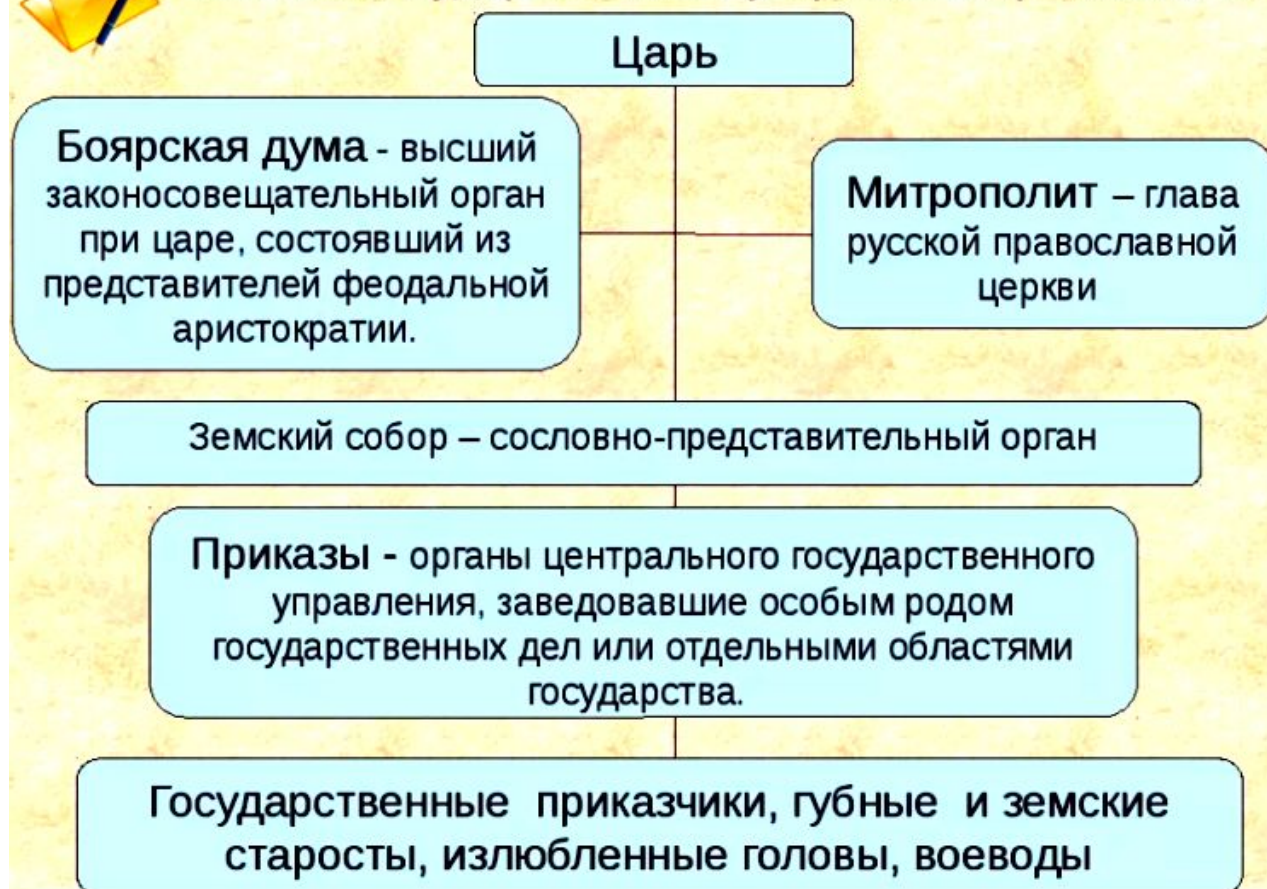 Царь
Боярская дума - высший
законосовещательный орган
при царе, состоявший из
представителей феодальной
аристократии.
Митрополит – глава
русской православной
церкви
Земский собор – сословно-представительный орган
Приказы - органы центрального государственного
управления, заведовавшие особым родом
государственных дел или отдельными областями
государства.
Государственные приказчики, губные и земские
старосты, излюбленные головы, воеводы